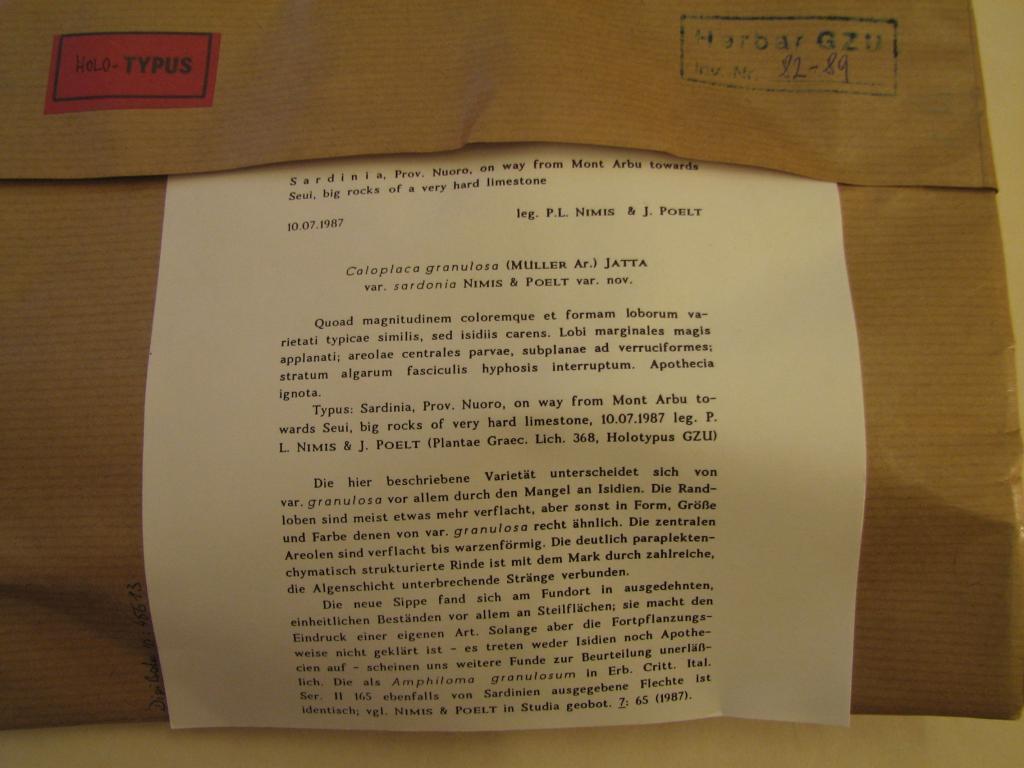 HOLO- TYPUS
Herbar GZU
Inv. Nr. 82-89
Sardinia, Prov. Nuoro, on way from Mont Arbu towards
Seui, big rocks of a very hard limestone
10.07.1987 leg. P.L. NIMIS & J. POELT
Caloplaca granulosa (MÜLLER Ar.) JATTA
var. sardonia NIMIS & POELT var. nov.
Quoad magnitudinem coloremque et formam loborum va-
rietati typicae similis, sed isidiis carens. Lobi marginales magis
applanati; areolae centrales parvae, subplanae ad verruciformes;
stratum algarum fasciculis hyphosis interruptum. Apothecia
ignota.
Typus: Sardinia, Prov. Nuoro, on way from Mont Arbu to-
wards Seui, big rocks of very hard limestone, 10.07.1987 leg. P.
L. NIMIS & J. POELT (Plantae Graec. Lich. 368, Holotypus GZU)
Die hier beschriebene Varietät unterscheidet sich von
var. granulosa vor allem durch den Mangel an Isidien. Die Rand-
loben sind meist etwas mehr verflacht, aber sonst in Form, Größe
und Farbe denen von var. granulosa recht ähnlich. Die zentralen
Areolen sind verflacht bis warzenförmig. Die deutlich paraplekten-
chymatisch strukturierte Rinde ist mit dem Mark durch zahlreiche,
die Algenschicht unterbrechende Stränge verbunden.
Die neue Sippe fand sich am Fundort in ausgedehnten,
einheitlichen Beständen vor allem an Steilflächen; sie macht den
Eindruck einer eigenen Art. Solange aber die Fortpflanzungs-
weise nicht geklärt ist - es treten weder Isidien noch Apothe-
cien auf - scheinen uns weitere Funde zur Beurteilung unerläß-
lich. Die als Amphiloma granulosum in Erb. Critt. Ital.
Ser. II 165 ebenfalls von Sardinien ausgegebene Flechte ist
identisch; vgl. NIMIS & POELT in Studia geobot. 7: 65 (1987).